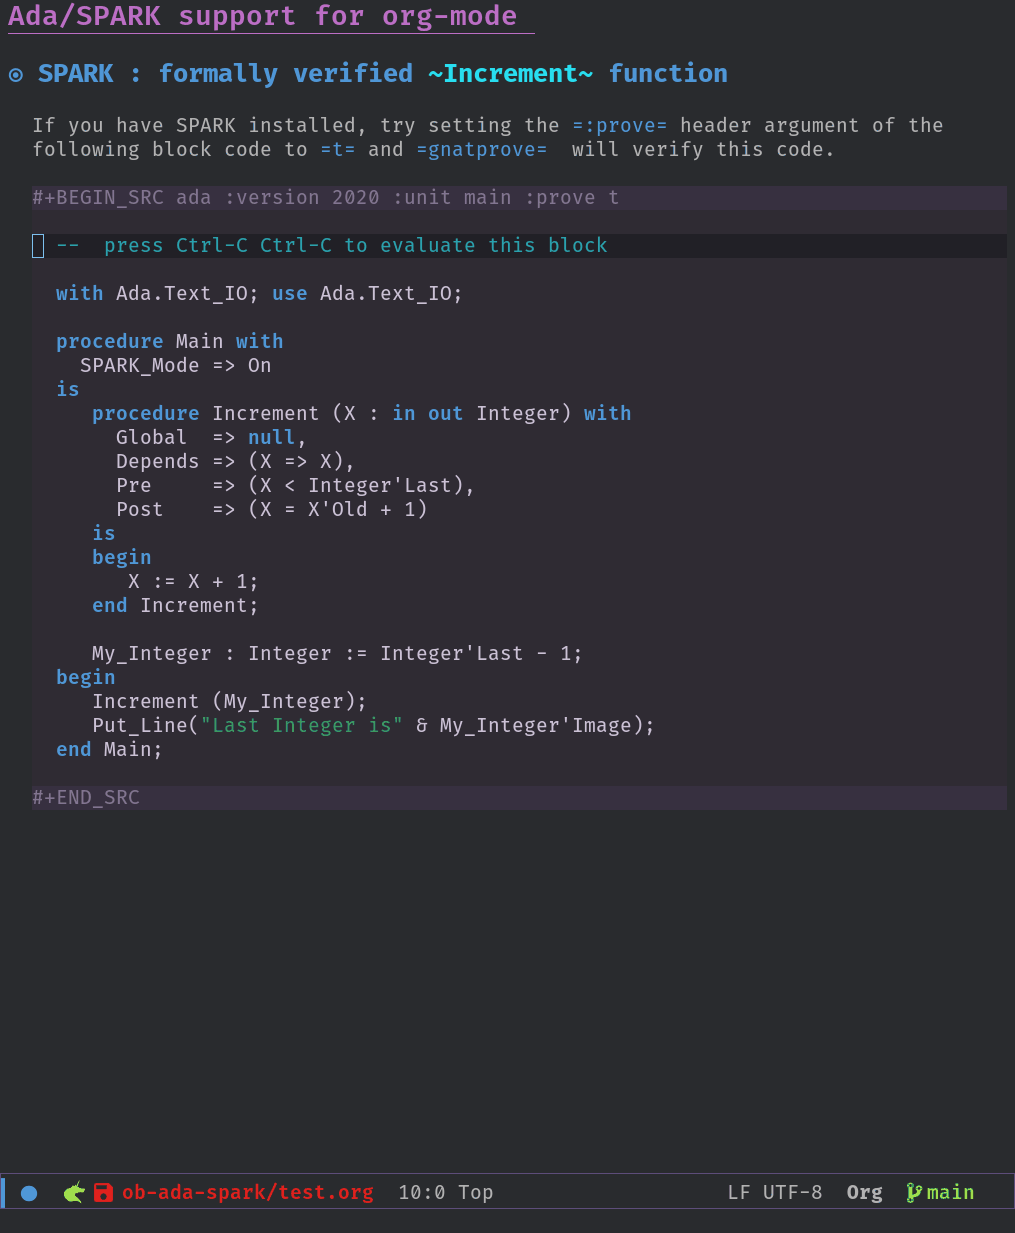 Ada/SPARK support for org-mode
SPARK : formally verified ~Increment~ function
If you have SPARK installed, try setting the =:prove= header argument of the
following block code to =t= and =gnatprove=  will verify this code.
#+BEGIN_SRC ada :version 2020 :unit main :prove t
--  press Ctrl-C Ctrl-C to evaluate this block
with Ada.Text_IO; use Ada.Text_IO;
procedure Main with
  SPARK_Mode => On
is
   procedure Increment (X : in out Integer) with
     Global  => null,
     Depends => (X => X),
     Pre     => (X < Integer'Last),
     Post    => (X = X'Old + 1)
   is
   begin
      X := X + 1;
   end Increment;
   My_Integer : Integer := Integer'Last - 1;
begin
   Increment (My_Integer);
   Put_Line("Last Integer is" & My_Integer'Image);
end Main;
#+END_SRC
ob-ada-spark/test.org  10:0 Top  LF UTF-8  Org  main